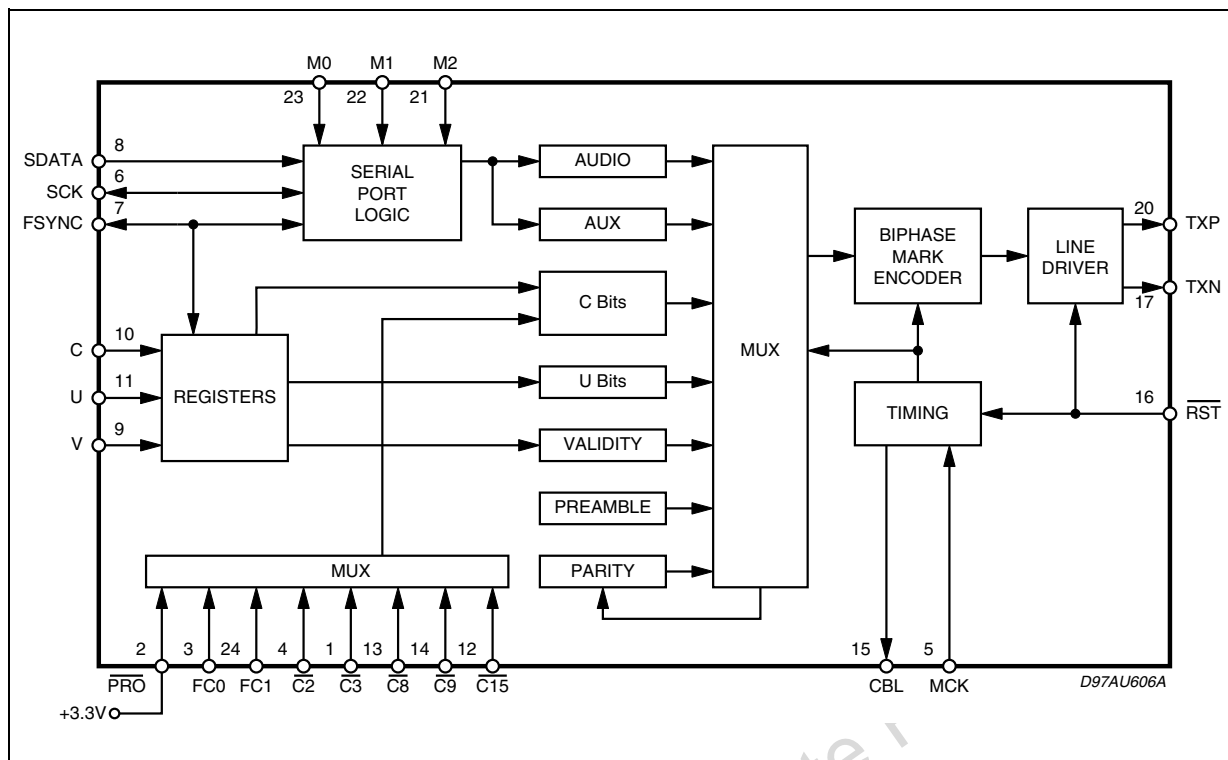 M0 M1 M2
23 22 21
SDATA 8
SCK 6
FSYNC 7
SERIAL
PORT
LOGIC
AUDIO
AUX
C Bits
U Bits
VALIDITY
PREAMBLE
PARITY
MUX
BIPHASE
MARK
ENCODER
LINE
DRIVER
20 TXP
TXN
17
C 10
U 11
V 9
REGISTERS
TIMING
16
RST
MUX
2 3 24 4 1 13 14 12
PRO FC0 FC1 C2 C3 C8 C9 C15
+3.3V
15 5
CBL MCK
D97AU606A